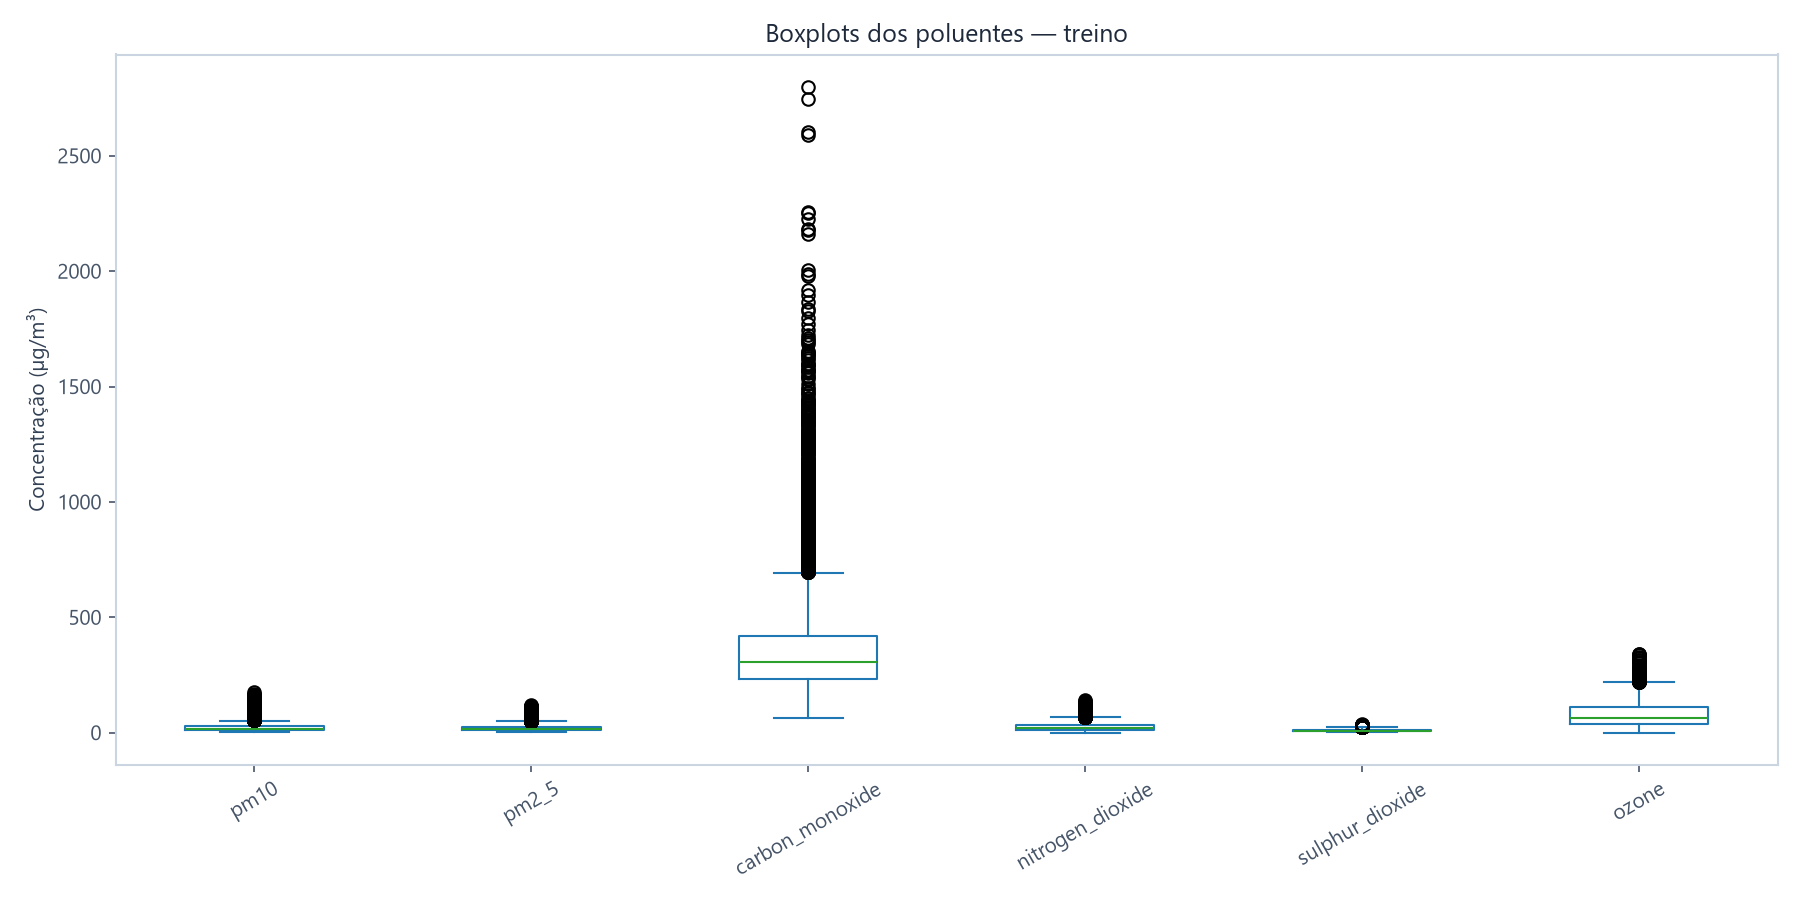 Boxplots dos poluentes — treino
Concentração (µg/m³)
2500
2000
1500
1000
500
0
pm10
pm2_5
carbon_monoxide
nitrogen_dioxide
sulphur_dioxide
ozone